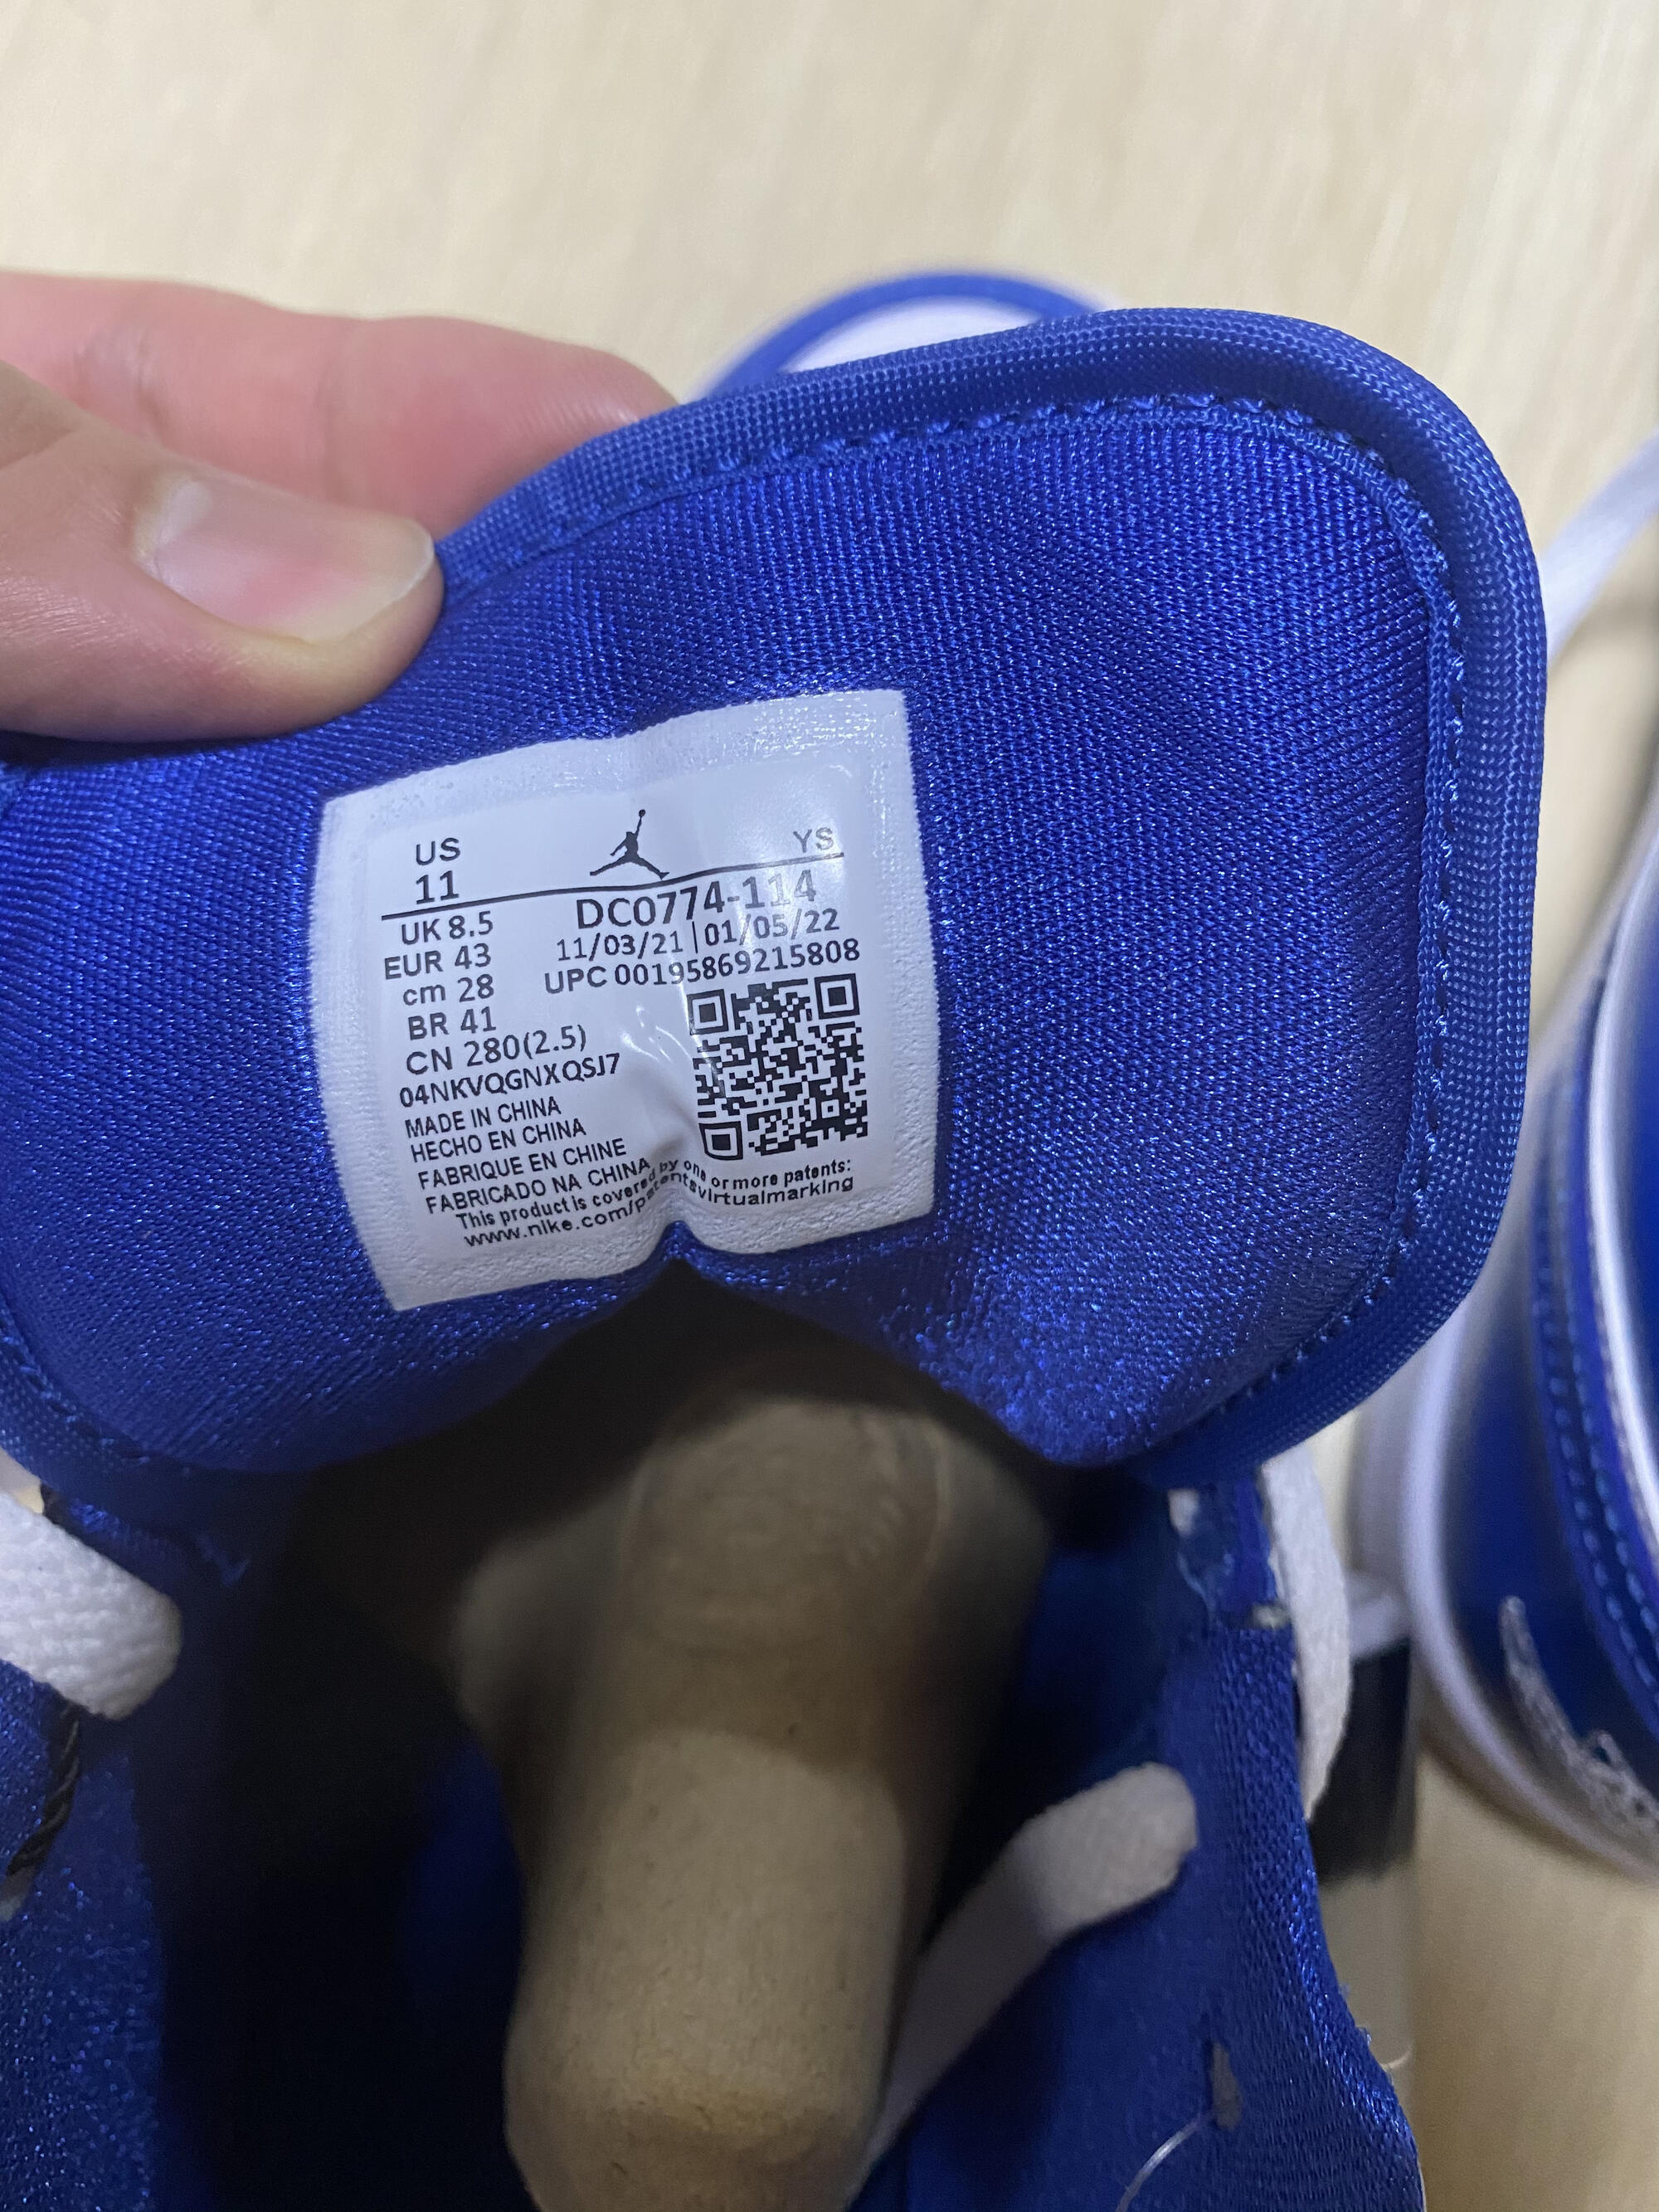 US YS
11
DC0774-114
UK 8.5
11/03/21 | 01/05/22
EUR 43
UPC 00195869215808
cm 28
BR 41
CN 280(2.5)
04NKVQGNXQSJ7
MADE IN CHINA
HECHO EN CHINA
FABRIQUE EN CHINE
FABRICADO NA CHINA
This product is covered by one or more patents:
www.nike.com/patentsvirtualmarking